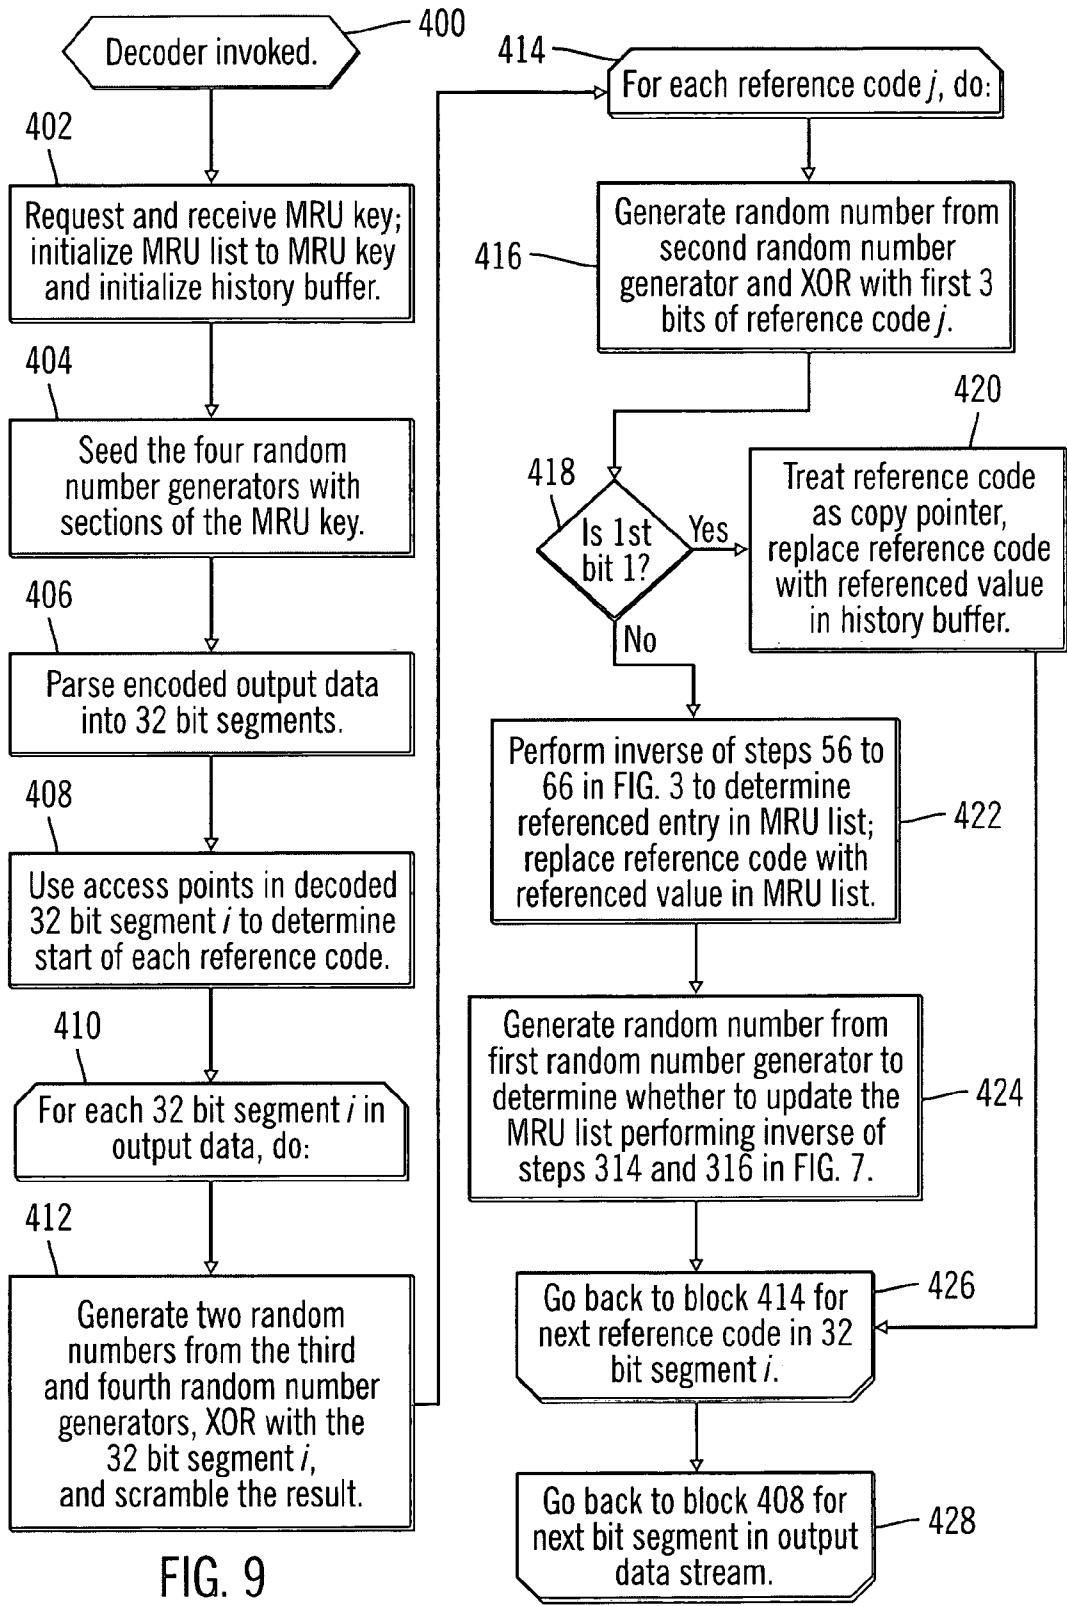 400
Decoder invoked.
402
Request and receive MRU key;
initialize MRU list to MRU key
and initialize history buffer.
404
Seed the four random
number generators with
sections of the MRU key.
406
Parse encoded output data
into 32 bit segments.
408
Use access points in decoded
32 bit segment i to determine
start of each reference code.
410
For each 32 bit segment i in
output data, do:
412
Generate two random
numbers from the third
and fourth random number
generators, XOR with the
32 bit segment i,
and scramble the result.
414
For each reference code j, do:
416
Generate random number from
second random number
generator and XOR with first 3
bits of reference code j.
418
Is 1st
bit 1?
Yes
No
420
Treat reference code
as copy pointer,
replace reference code
with referenced value
in history buffer.
422
Perform inverse of steps 56 to
66 in FIG. 3 to determine
referenced entry in MRU list;
replace reference code with
referenced value in MRU list.
424
Generate random number from
first random number generator to
determine whether to update the
MRU list performing inverse of
steps 314 and 316 in FIG. 7.
426
Go back to block 414 for
next reference code in 32
bit segment i.
428
Go back to block 408 for
next bit segment in output
data stream.
FIG. 9